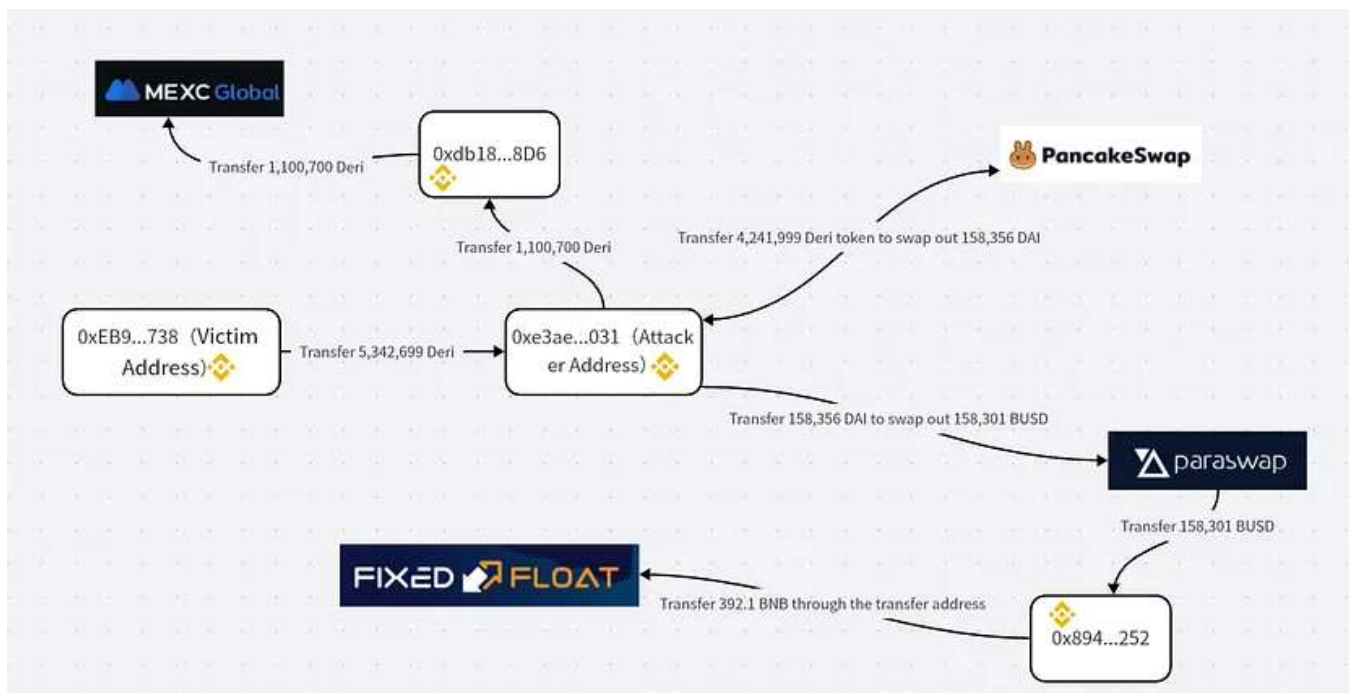 MEXC Global
0xdb18...8D6
Transfer 1,100,700 Deri
PancakeSwap
Transfer 4,241,999 Deri token to swap out 158,356 DAI
Transfer 1,100,700 Deri
0xEB9...738（Victim
Address）
Transfer 5,342,699 Deri
0xe3ae...031（Attack
er Address）
Transfer 158,356 DAI to swap out 158,301 BUSD
paraswap
Transfer 158,301 BUSD
FIXED FLOAT
Transfer 392.1 BNB through the transfer address
0x894...252